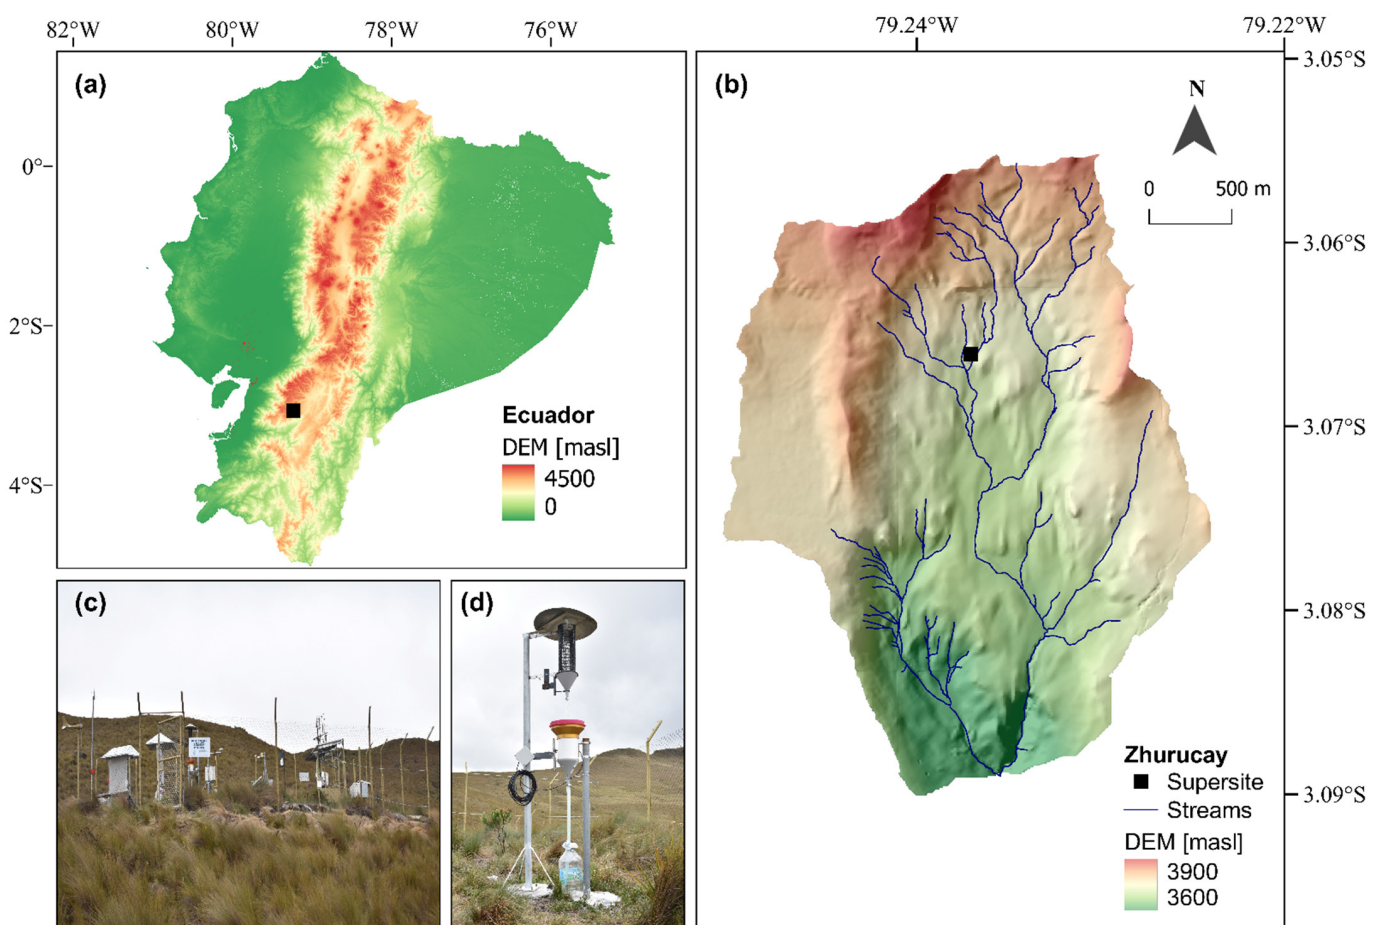 82°W 80°W 78°W 76°W
(a)
0°
2°S
4°S
Ecuador
DEM [masl]
4500
0
79.24°W 79.22°W
(b)
N
0 500 m
3.05°S
3.06°S
3.07°S
3.08°S
3.09°S
Zhurucay
Supersite
Streams
DEM [masl]
3900
3600
(c)
(d)